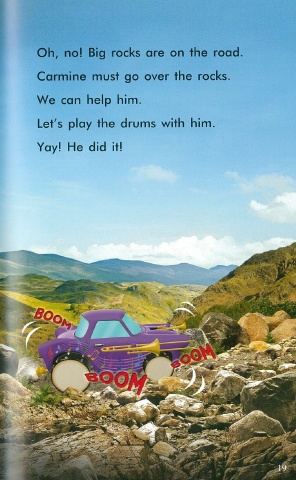 Oh, no! Big rocks are on the road.
Carmine must go over the rocks.
We can help him.
Let's play the drums with him.
Yay! He did it!
BOOM
BOOM
BOOM
19